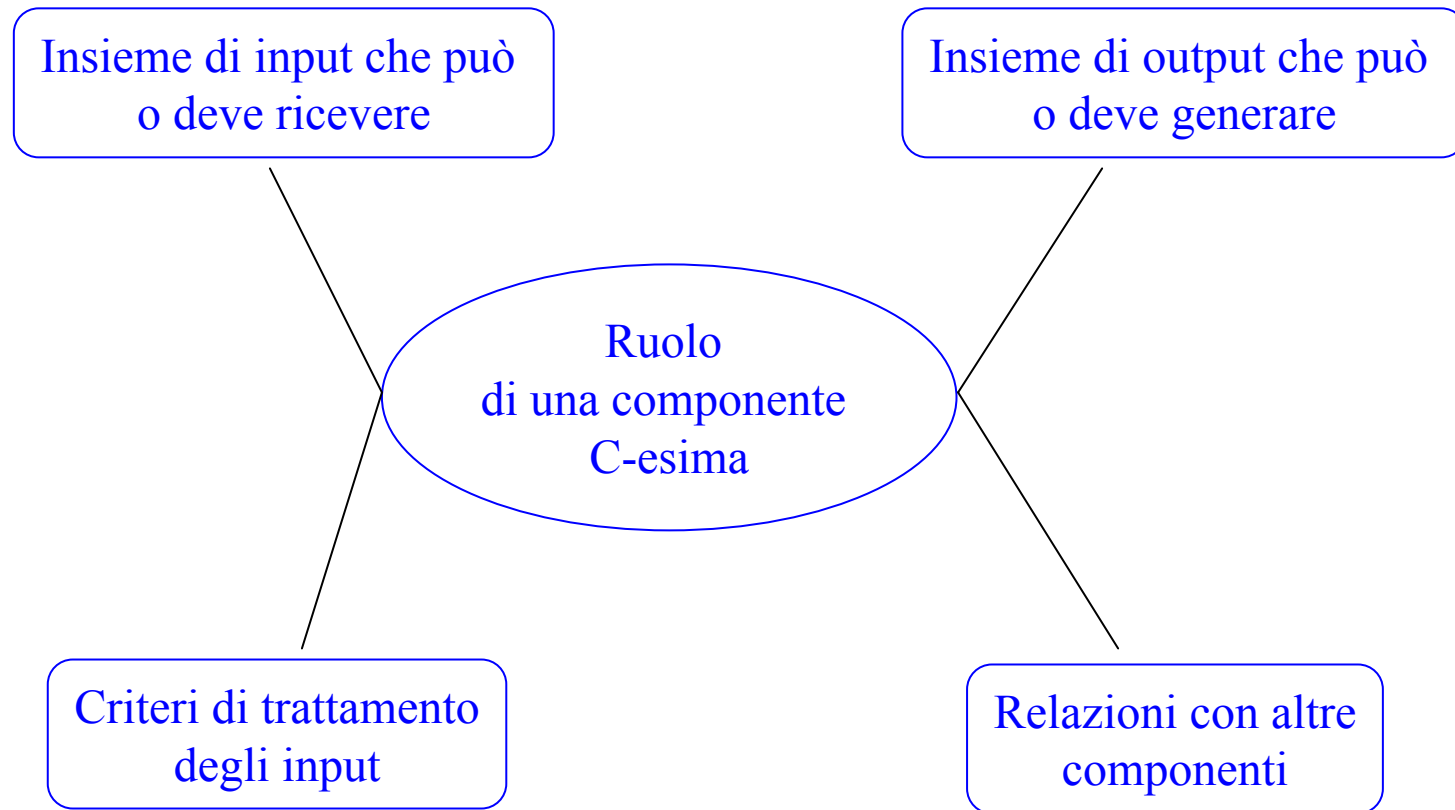 Insieme di input che può
o deve ricevere
Insieme di output che può
o deve generare
Ruolo
di una componente
C-esima
Criteri di trattamento
degli input
Relazioni con altre
componenti